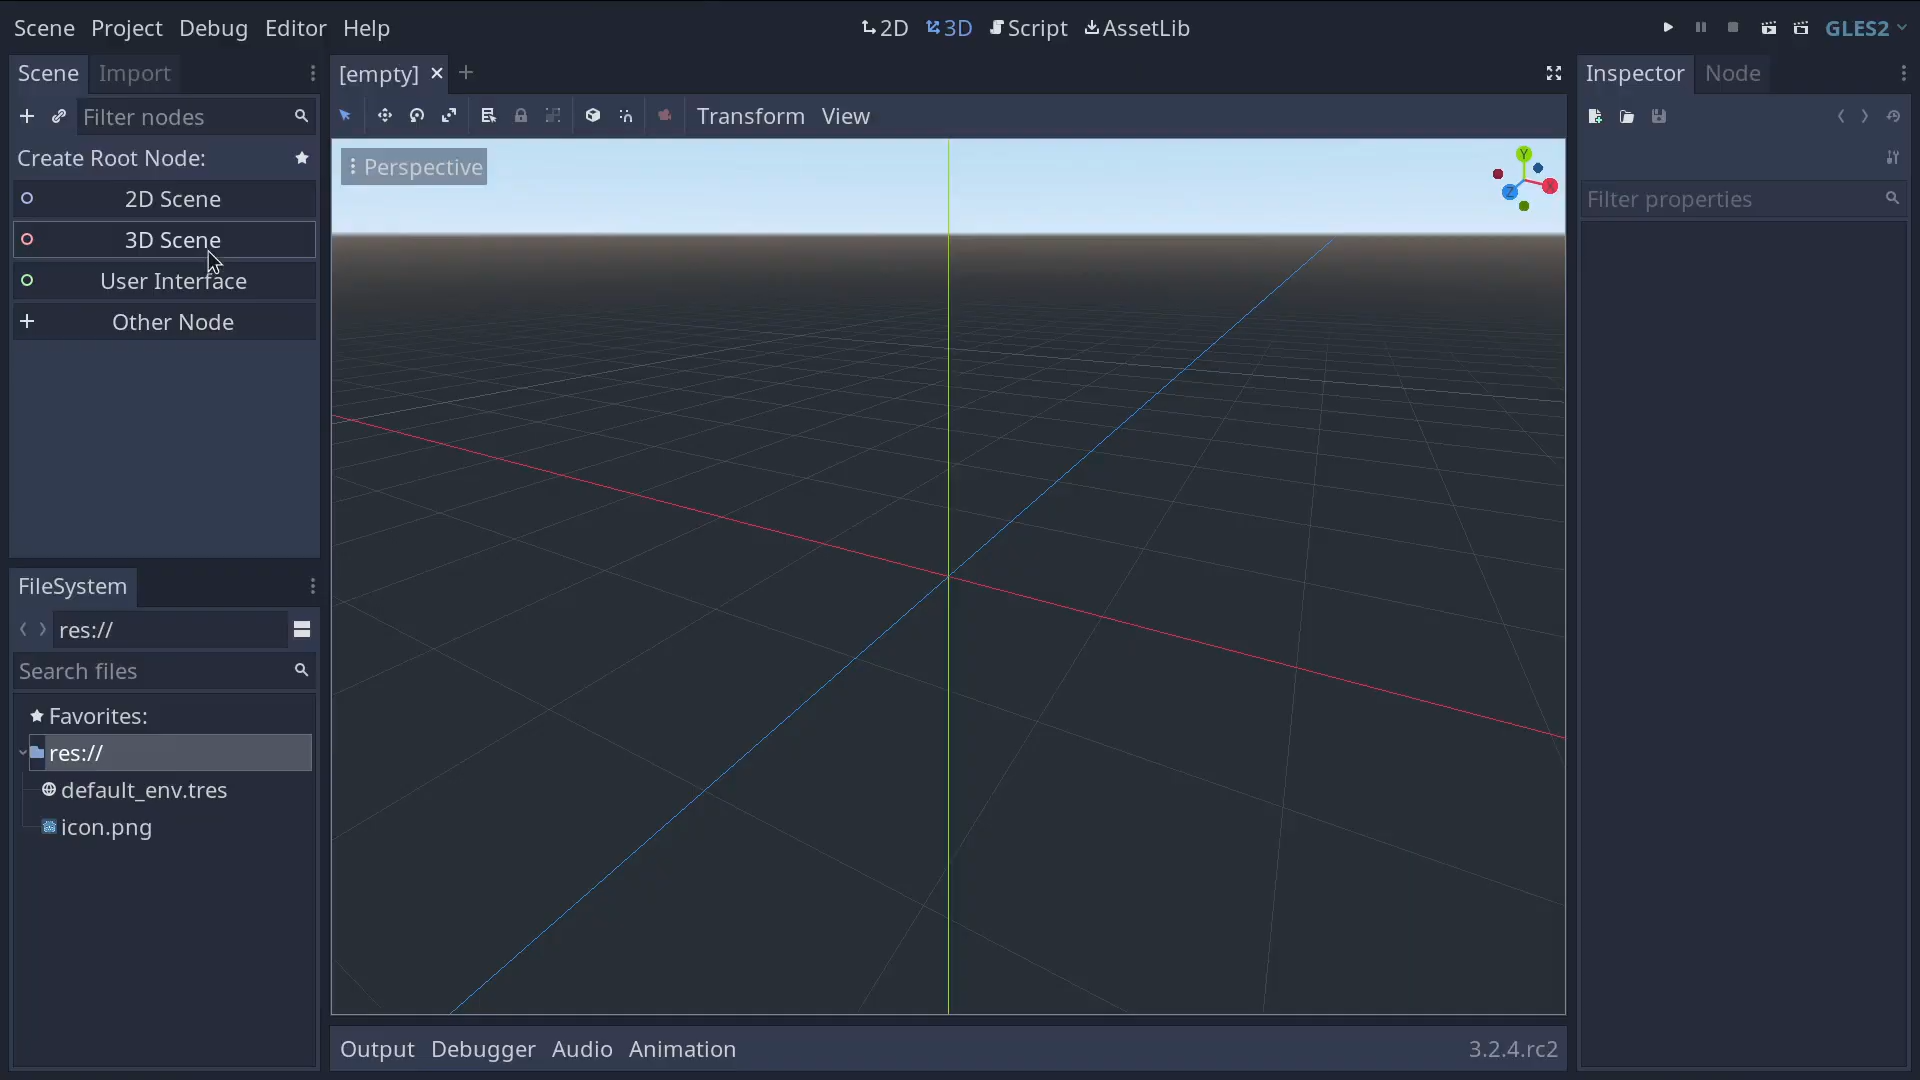 Scene Project Debug Editor Help
2D 3D Script AssetLib
GLES2
Scene Import
Filter nodes
Create Root Node:
2D Scene
3D Scene
User Interface
Other Node
FileSystem
res://
Search files
Favorites:
res://
default_env.tres
icon.png
[empty]
Transform View
Perspective
Y
X
Z
Output Debugger Audio Animation
3.2.4.rc2
Inspector Node
Filter properties